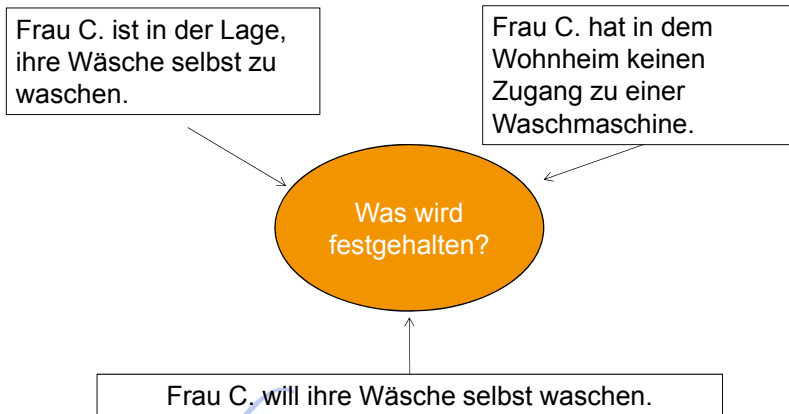 Frau C. ist in der Lage,
ihre Wäsche selbst zu
waschen.
Frau C. hat in dem
Wohnheim keinen
Zugang zu einer
Waschmaschine.
Was wird
festgehalten?
Frau C. will ihre Wäsche selbst waschen.